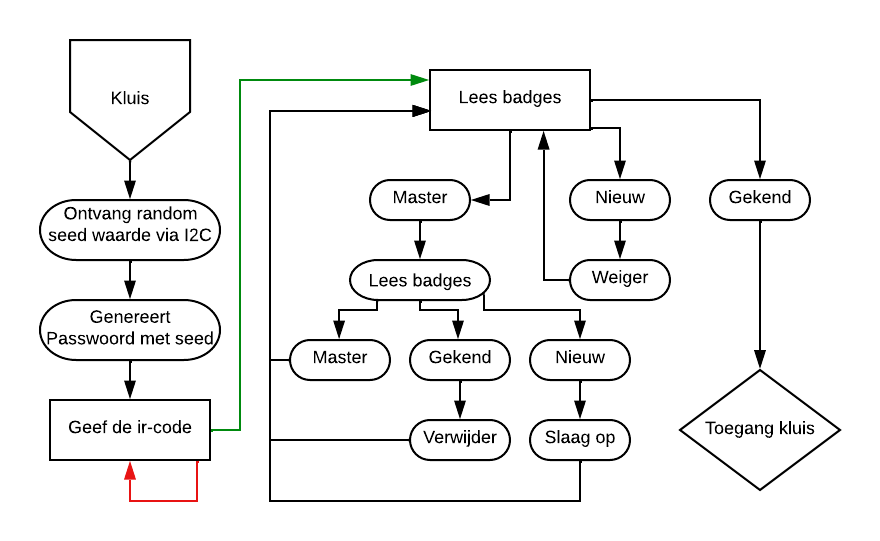 Kluis
Ontvang random
seed waarde via I2C
Genereert
Passwoord met seed
Geef de ir-code
Lees badges
Master
Nieuw
Gekend
Lees badges
Weiger
Master
Gekend
Nieuw
Verwijder
Slaag op
Toegang kluis